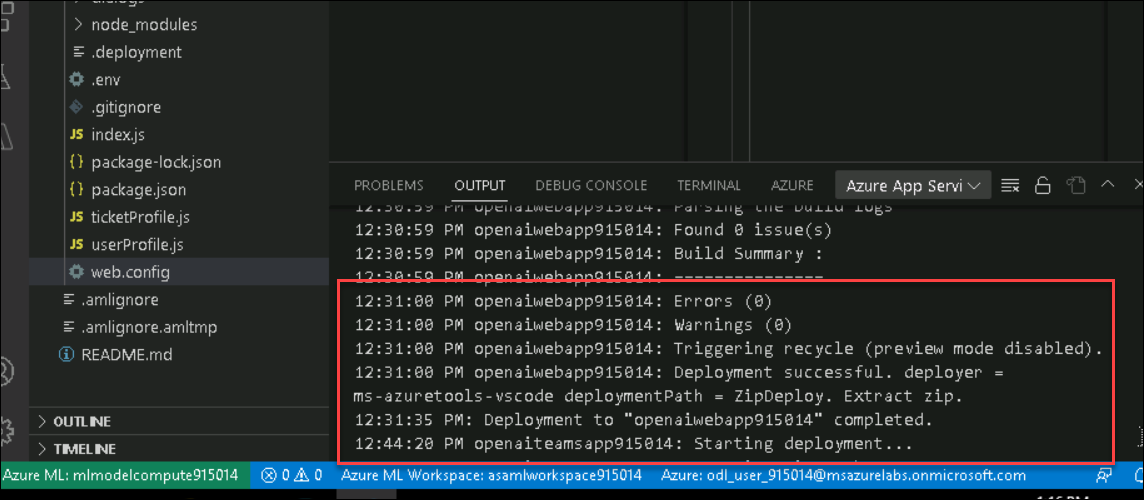 dialogs
node_modules
.deployment
.env
.gitignore
JS index.js
{} package-lock.json
{} package.json
JS ticketProfile.js
JS userProfile.js
web.config
.amlignore
.amlignore.amltmp
README.md
OUTLINE
TIMELINE
PROBLEMS OUTPUT DEBUG CONSOLE TERMINAL AZURE Azure App Servi
12:30:59 PM openaiwebapp915014: Parsing the build logs
12:30:59 PM openaiwebapp915014: Found 0 issue(s)
12:30:59 PM openaiwebapp915014: Build Summary :
12:30:59 PM openaiwebapp915014: ---------------
12:31:00 PM openaiwebapp915014: Errors (0)
12:31:00 PM openaiwebapp915014: Warnings (0)
12:31:00 PM openaiwebapp915014: Triggering recycle (preview mode disabled).
12:31:00 PM openaiwebapp915014: Deployment successful. deployer =
ms-azuretools-vscode deploymentPath = ZipDeploy. Extract zip.
12:31:35 PM: Deployment to "openaiwebapp915014" completed.
12:44:20 PM openaiteamsapp915014: Starting deployment...
Azure ML: mlmodelcompute915014 0 0 Azure ML Workspace: asamlworkspace915014 Azure: odl_user_915014@msazurelabs.onmicrosoft.com